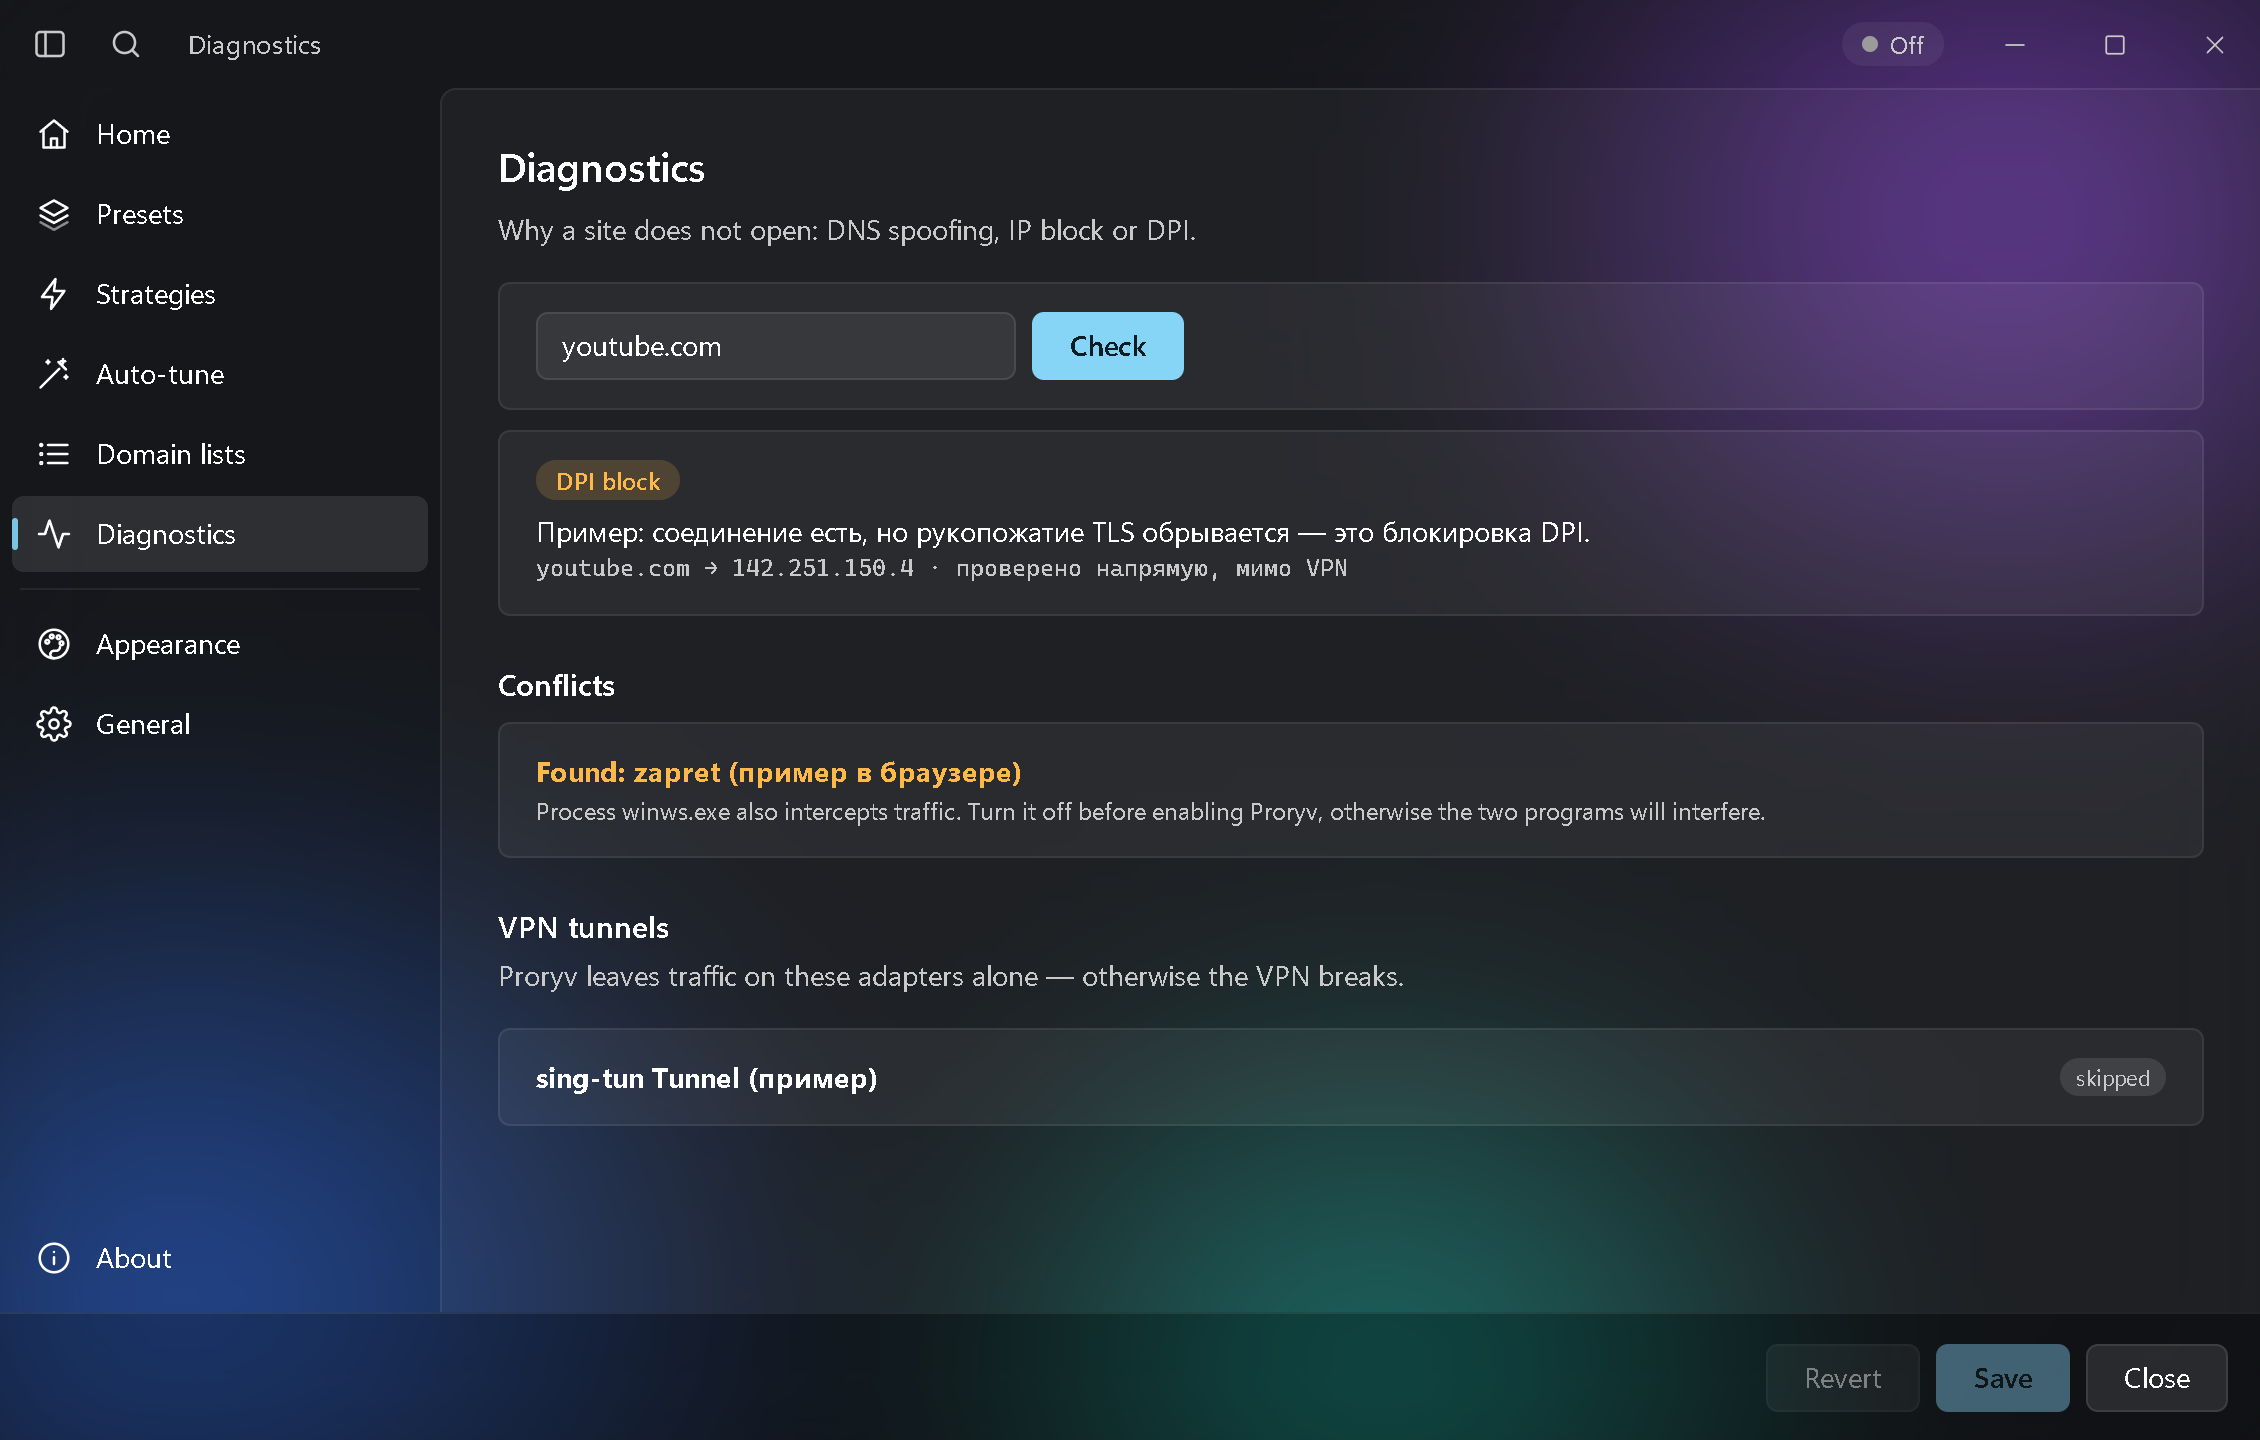 Diagnostics
Off
Home
Presets
Strategies
Auto-tune
Domain lists
Diagnostics
Appearance
General
About
Diagnostics
Why a site does not open: DNS spoofing, IP block or DPI.
youtube.com
Check
DPI block
Пример: соединение есть, но рукопожатие TLS обрывается — это блокировка DPI.
youtube.com → 142.251.150.4 · проверено напрямую, мимо VPN
Conflicts
Found: zapret (пример в браузере)
Process winws.exe also intercepts traffic. Turn it off before enabling Proryv, otherwise the two programs will interfere.
VPN tunnels
Proryv leaves traffic on these adapters alone — otherwise the VPN breaks.
sing-tun Tunnel (пример)
skipped
Revert
Save
Close